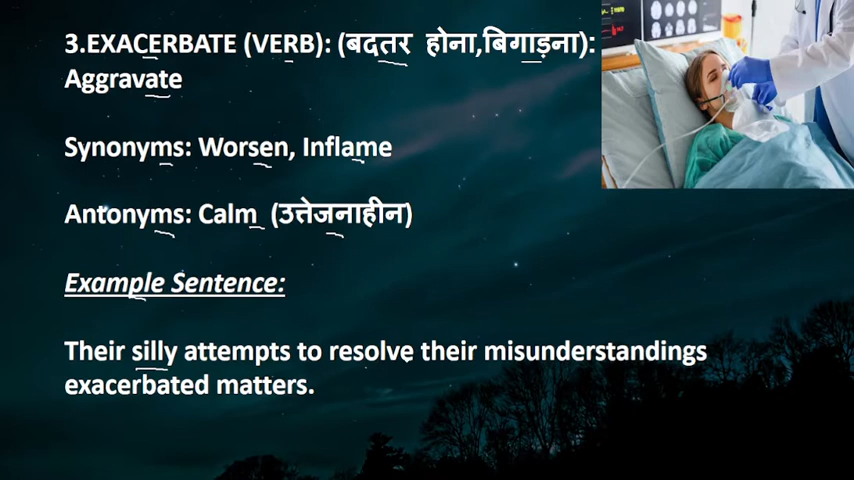 3.EXACERBATE (VERB): (बदतर होना,बिगाड़ना):
Aggravate
Synonyms: Worsen, Inflame
Antonyms: Calm (उत्तेजनाहीन)
Example Sentence:
Their silly attempts to resolve their misunderstandings
exacerbated matters.